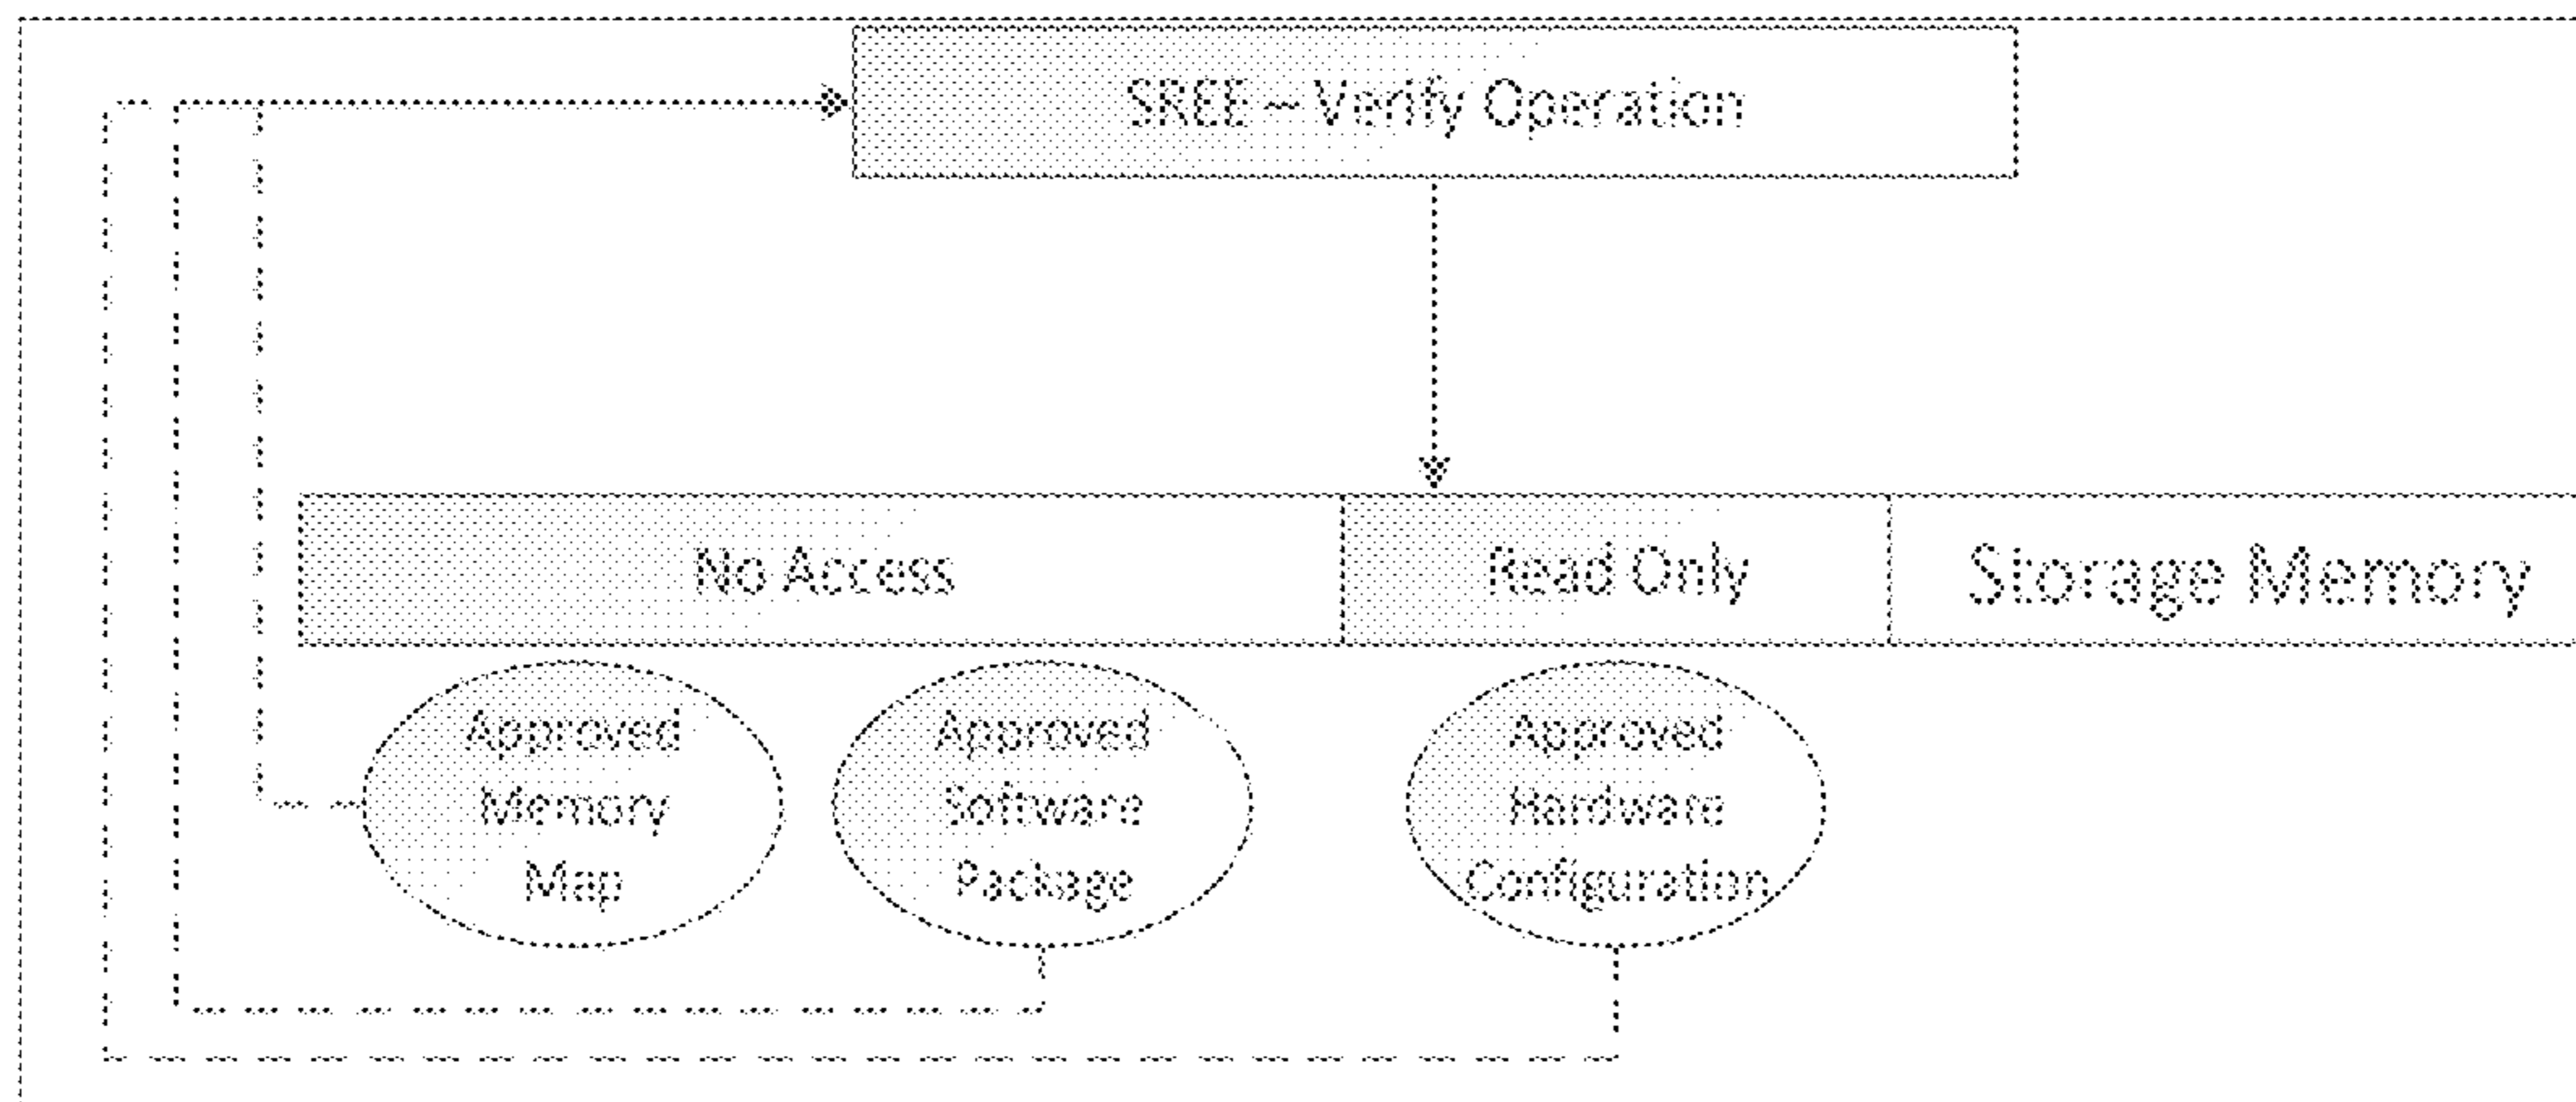 SREE – Verify Operation
No Access
Read Only
Storage Memory
Approved
Memory
Map
Approved
Software
Package
Approved
Hardware
Configuration